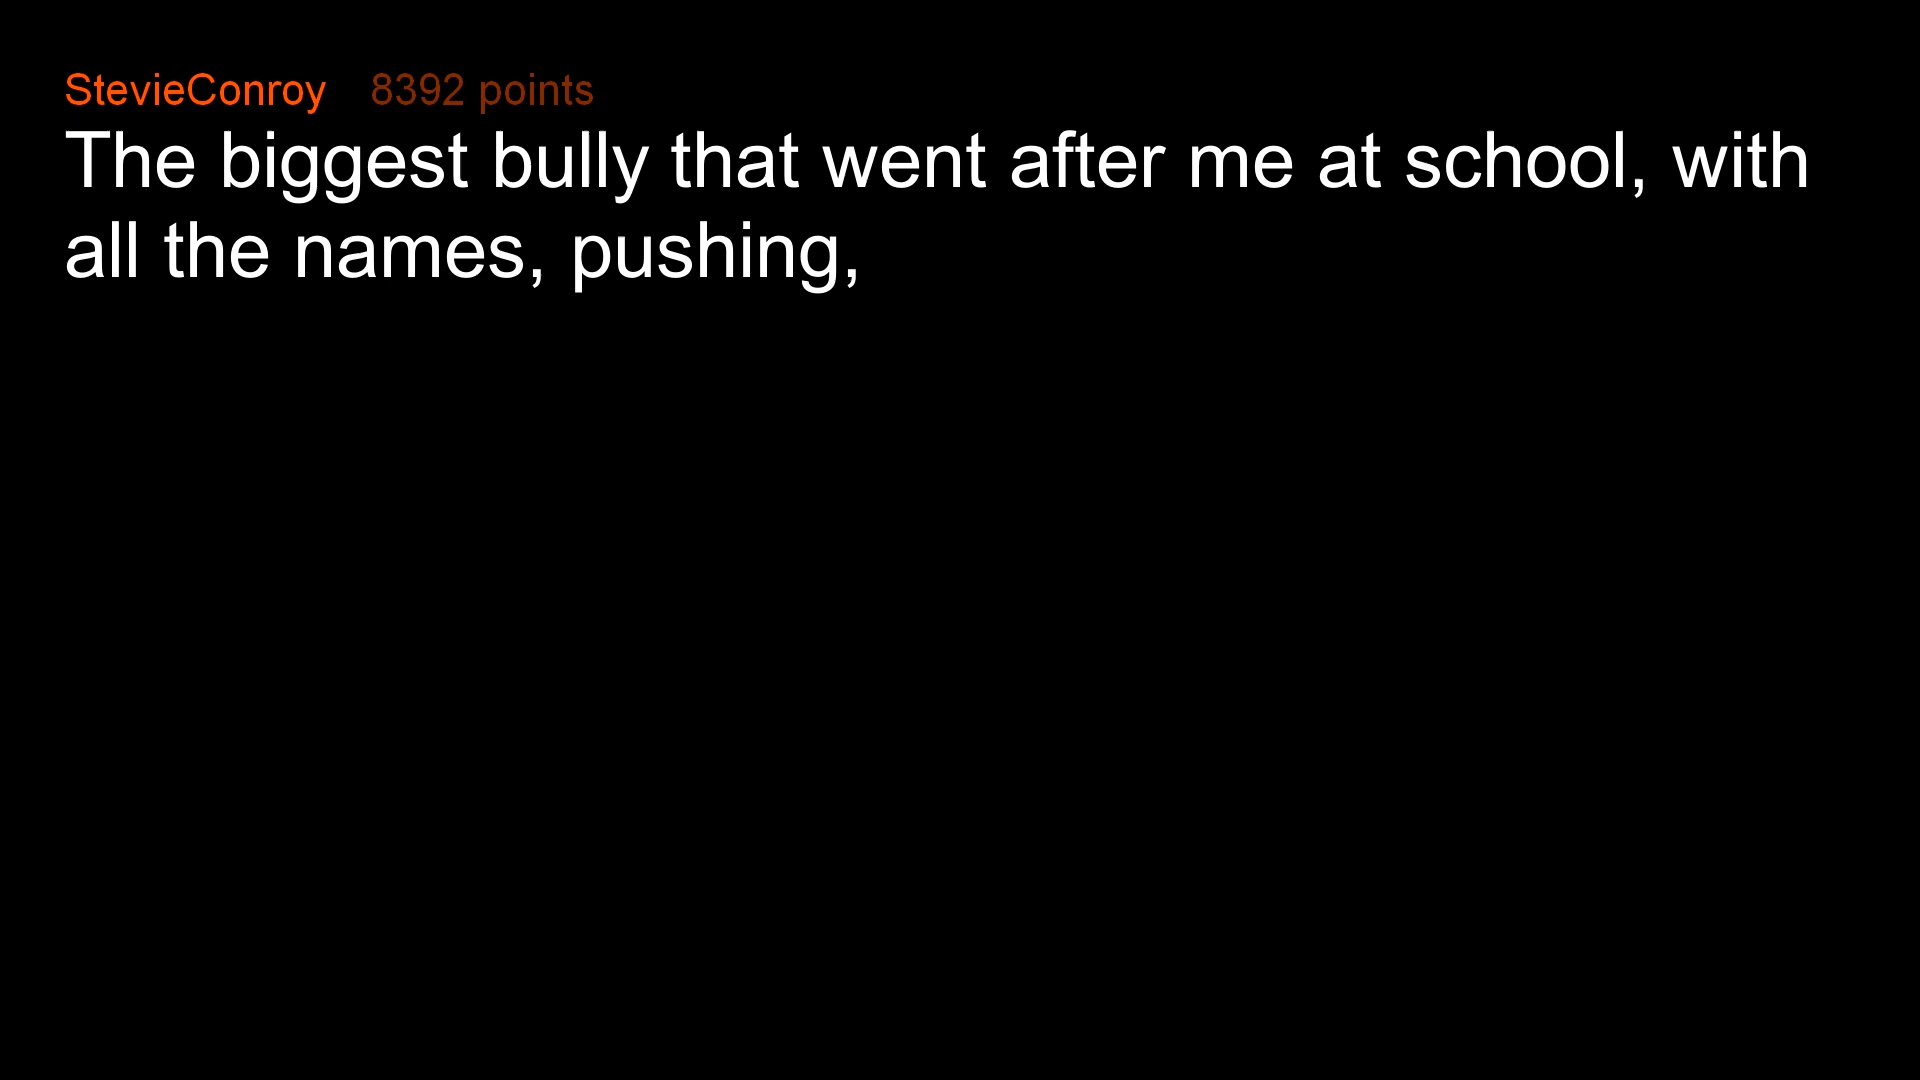 StevieConroy 8392 points
The biggest bully that went after me at school, with
all the names, pushing,